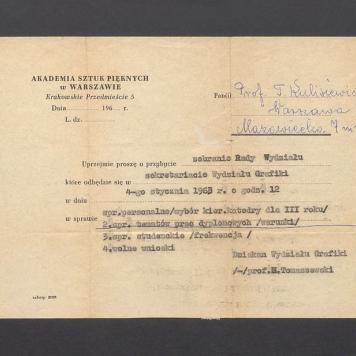 AKADEMIA SZTUK PIĘKNYCH
w WARSZAWIE
Krakowskie Przedmieście 5
Dnia 196 r.
L. dz.
Pan(i)
Prof T. Kulisiewicz
Warszawa
Mazowiecka 7 m
Uprzejmie proszę o przybycie zebranie Rady Wydziału
które odbędzie się w sekretariacie Wydziału Grafiki
w dniu 4-go stycznia 1963 r o godz. 12
w sprawie spr.personalne/wybór kier.katedry dla III roku/
2.spr. tematów prac dyplomowych /warunki/
3.spr. studenckie /frekwencja /
4.wolne wnioski
Dziekan Wydziału Grafiki
/-/prof.H.Tomaszewski